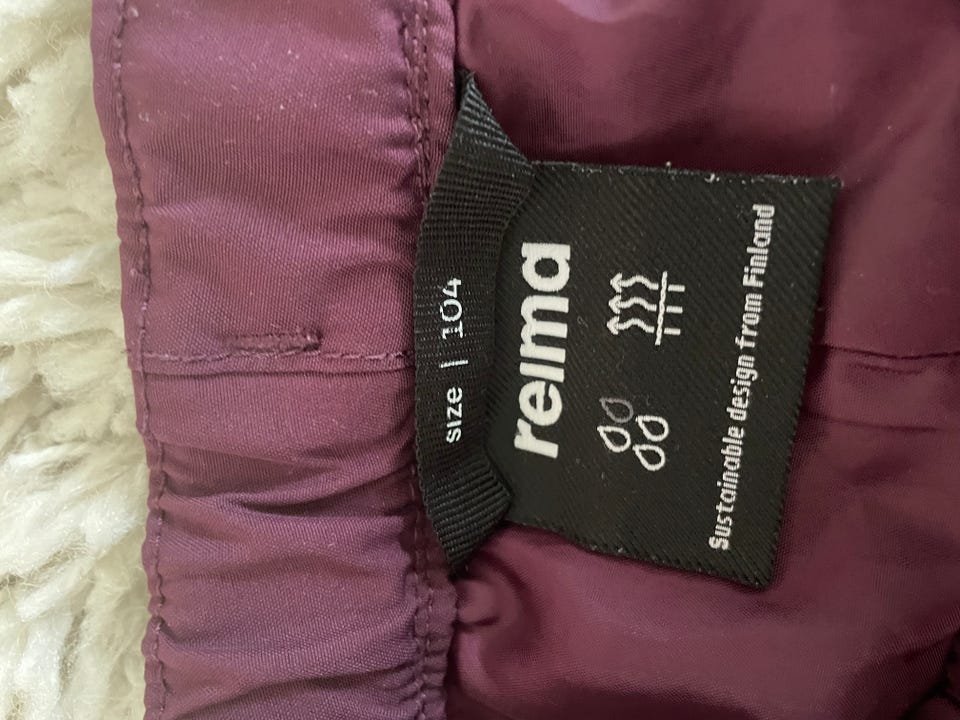 size | 104
reima
sustainable design from Finland